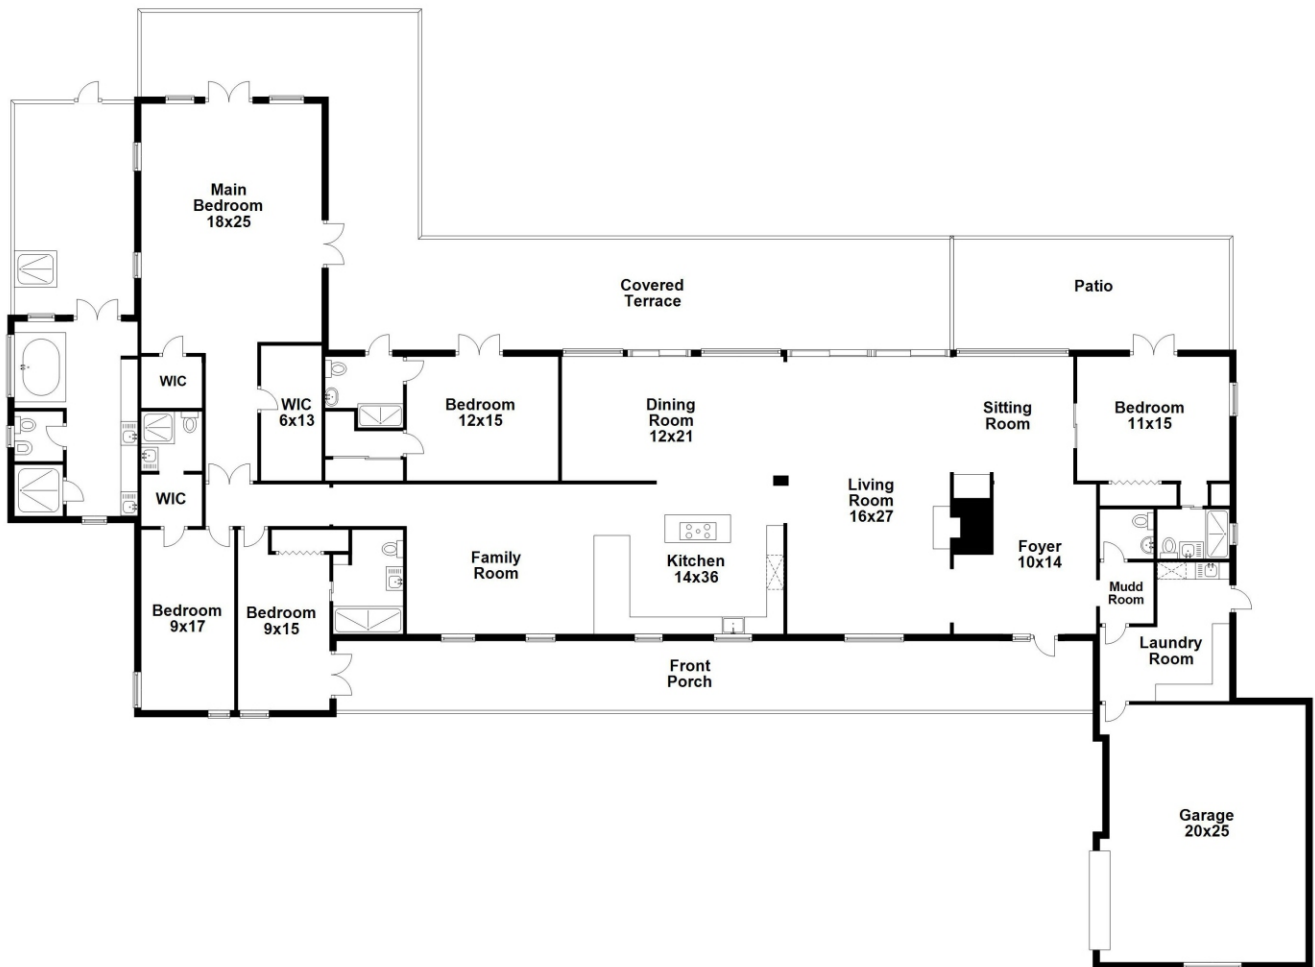 Main
Bedroom
18x25
Covered
Terrace
Patio
WIC
WIC
6x13
Bedroom
12x15
Dining
Room
12x21
Sitting
Room
Bedroom
11x15
WIC
Living
Room
16x27
Family
Room
Kitchen
14x36
Foyer
10x14
Mudd
Room
Bedroom
9x17
Bedroom
9x15
Laundry
Room
Front
Porch
Garage
20x25